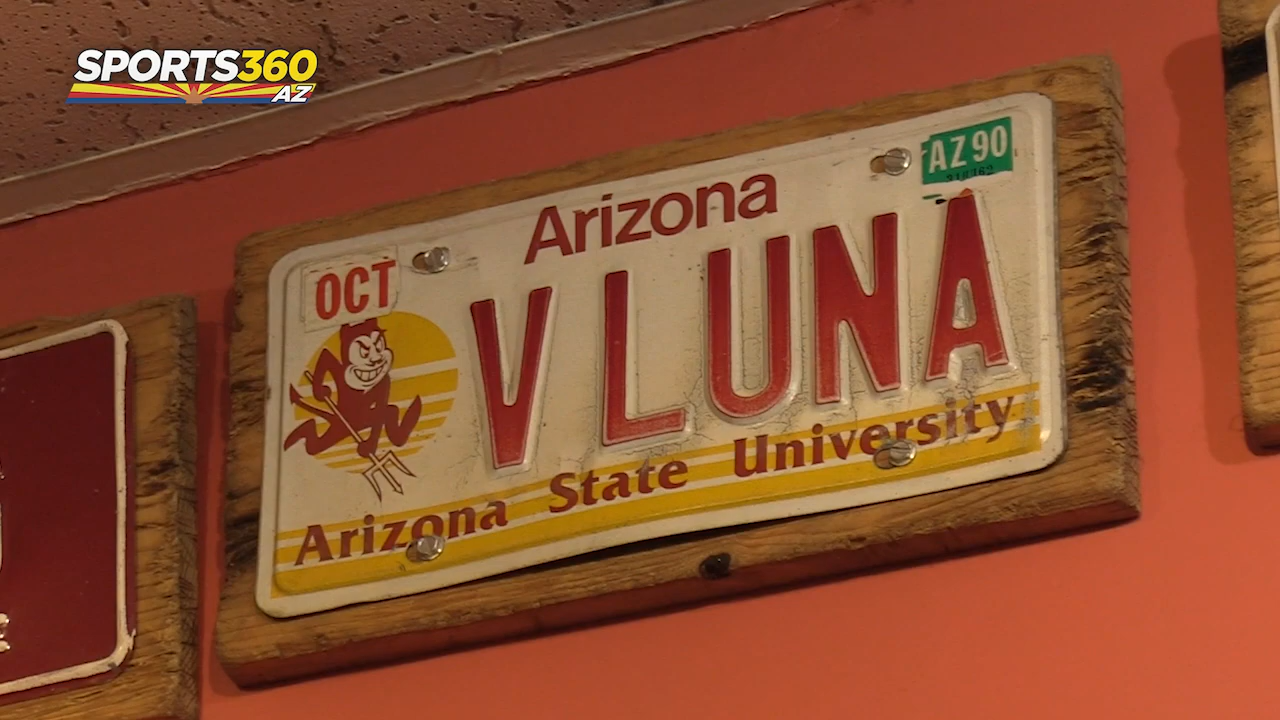 SPORTS360
AZ
AZ 90
Arizona
OCT
V LUNA
Arizona State University